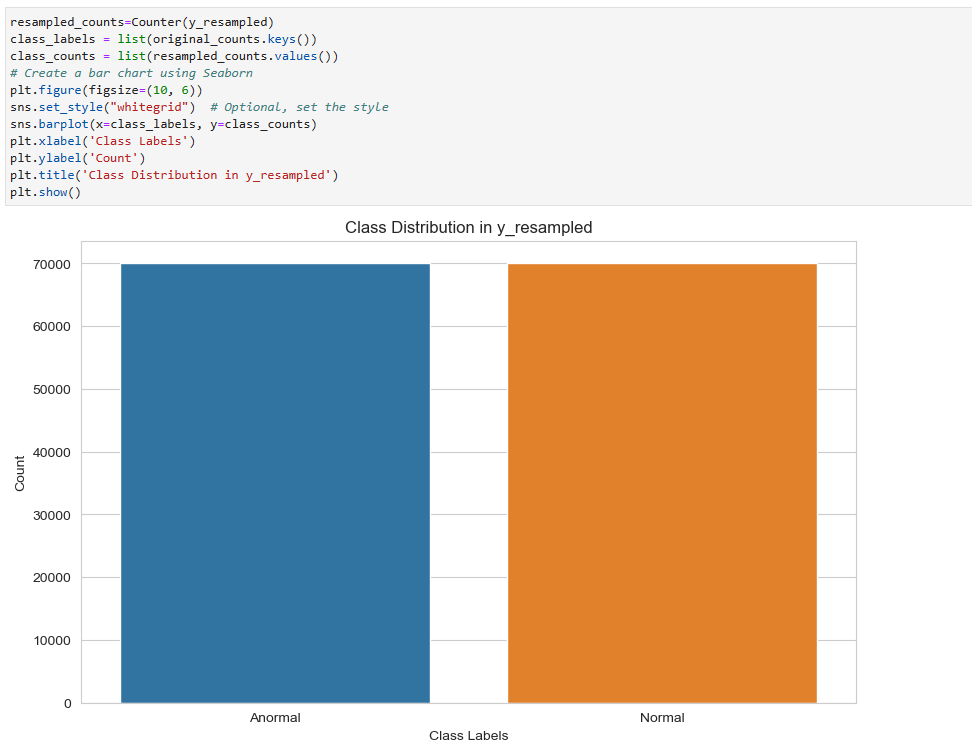 resampled_counts=Counter(y_resampled)
class_labels = list(original_counts.keys())
class_counts = list(resampled_counts.values())
# Create a bar chart using Seaborn
plt.figure(figsize=(10, 6))
sns.set_style("whitegrid")  # Optional, set the style
sns.barplot(x=class_labels, y=class_counts)
plt.xlabel('Class Labels')
plt.ylabel('Count')
plt.title('Class Distribution in y_resampled')
plt.show()
Class Distribution in y_resampled
70000
60000
50000
40000
30000
20000
10000
0
Count
Anormal
Normal
Class Labels